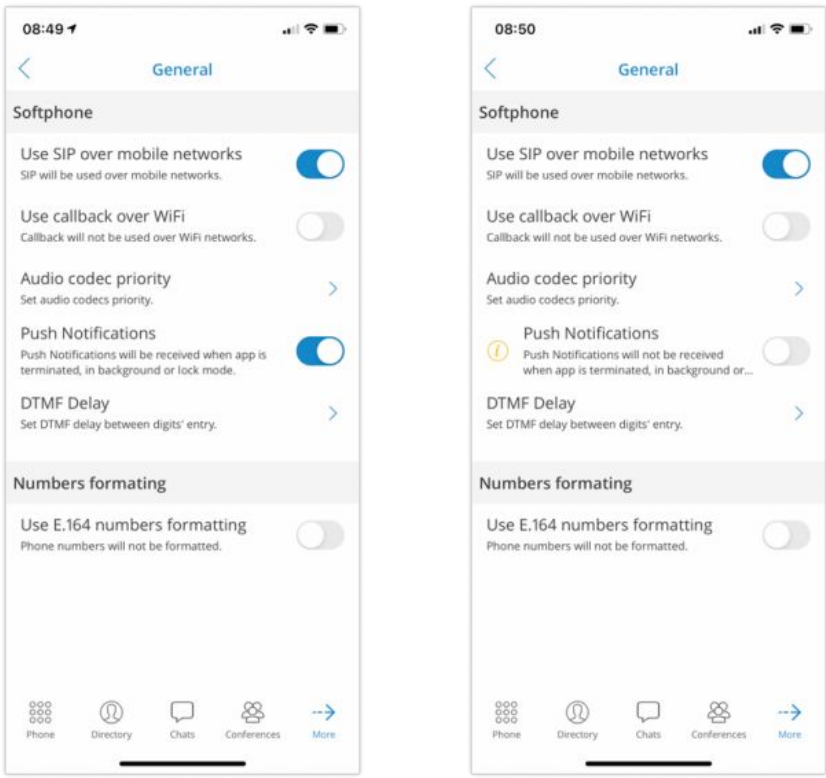 08:49
General
Softphone
Use SIP over mobile networks
SIP will be used over mobile networks.
Use callback over WiFi
Callback will not be used over WiFi networks.
Audio codec priority
Set audio codecs priority.
Push Notifications
Push Notifications will be received when app is
terminated, in background or lock mode.
DTMF Delay
Set DTMF delay between digits' entry.
Numbers formating
Use E.164 numbers formatting
Phone numbers will not be formatted.
Phone Directory Chats Conferences More
08:50
General
Softphone
Use SIP over mobile networks
SIP will be used over mobile networks.
Use callback over WiFi
Callback will not be used over WiFi networks.
Audio codec priority
Set audio codecs priority.
Push Notifications
i
Push Notifications will not be received
when app is terminated, in background or...
DTMF Delay
Set DTMF delay between digits' entry.
Numbers formating
Use E.164 numbers formatting
Phone numbers will not be formatted.
Phone Directory Chats Conferences More